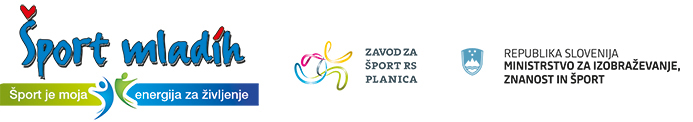 Šport mladih
Šport je moja energija za življenje
ZAVOD ZA
ŠPORT RS
PLANICA
REPUBLIKA SLOVENIJA
MINISTRSTVO ZA IZOBRAŽEVANJE,
ZNANOST IN ŠPORT